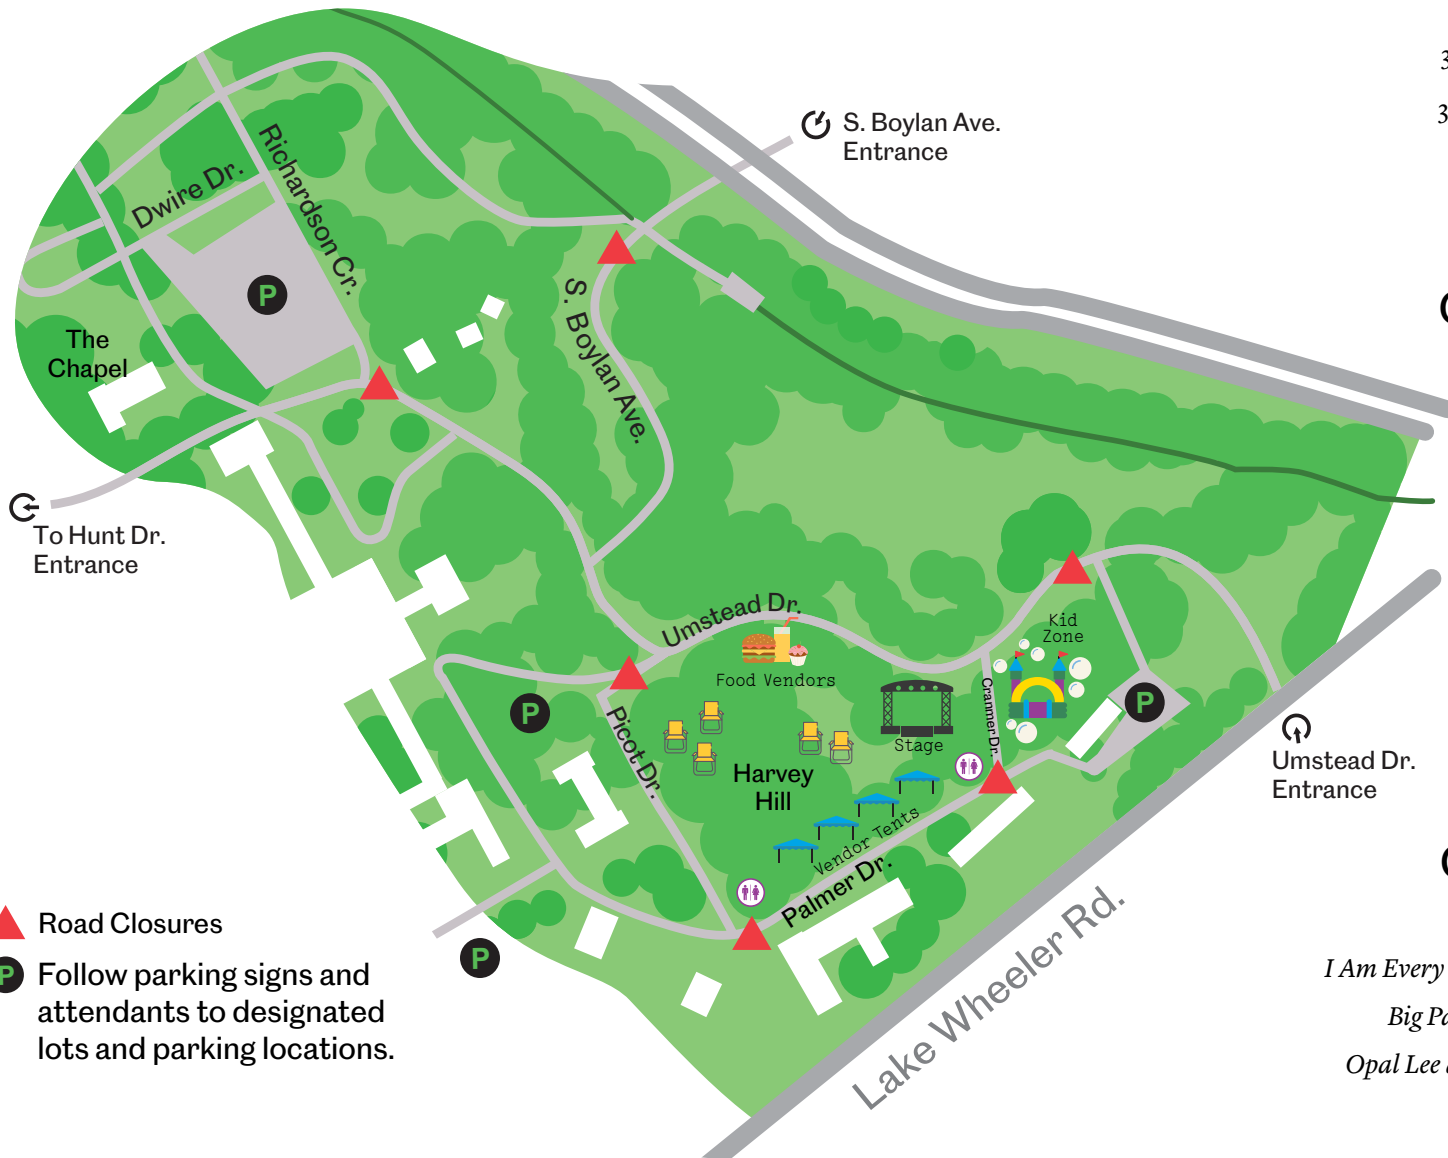 3
3
S. Boylan Ave.
Entrance
Richardson Cr.
Dwire Dr.
P
The
Chapel
S. Boylan Ave.
To Hunt Dr.
Entrance
Umstead Dr.
Kid
Zone
Food Vendors
Cranmer Dr.
P
P
Picot Dr.
Stage
Harvey
Hill
Umstead Dr.
Entrance
Vendor Tents
Palmer Dr.
Lake Wheeler Rd.
P
Road Closures
P
Follow parking signs and
attendants to designated
lots and parking locations.
I Am Every
Big Pa
Opal Lee